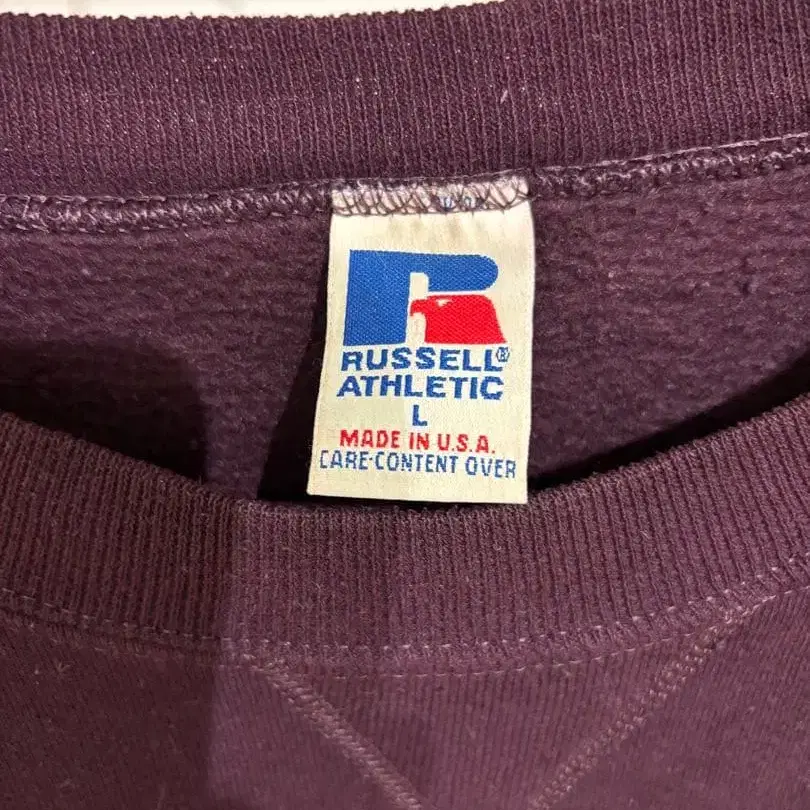 RUSSELL®
ATHLETIC
L
MADE IN U.S.A.
CARE-CONTENT OVER